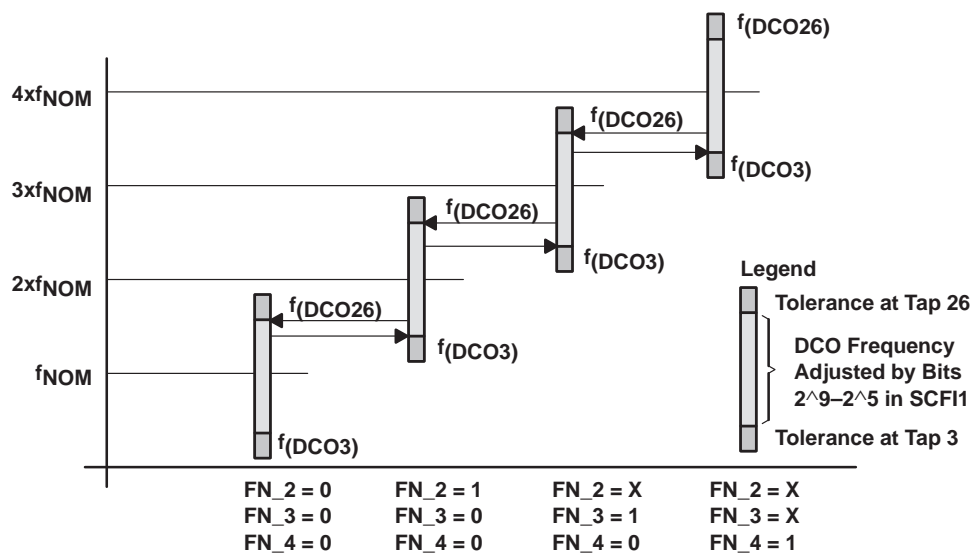 f(DCO26)
4xfNOM
f(DCO26)
f(DCO3)
3xfNOM
f(DCO26)
f(DCO3)
2xfNOM
f(DCO26)
f(DCO3)
fNOM
f(DCO3)
Legend
Tolerance at Tap 26
DCO Frequency
Adjusted by Bits
2^9–2^5 in SCFI1
Tolerance at Tap 3
FN_2 = 0
FN_3 = 0
FN_4 = 0
FN_2 = 1
FN_3 = 0
FN_4 = 0
FN_2 = X
FN_3 = 1
FN_4 = 0
FN_2 = X
FN_3 = X
FN_4 = 1